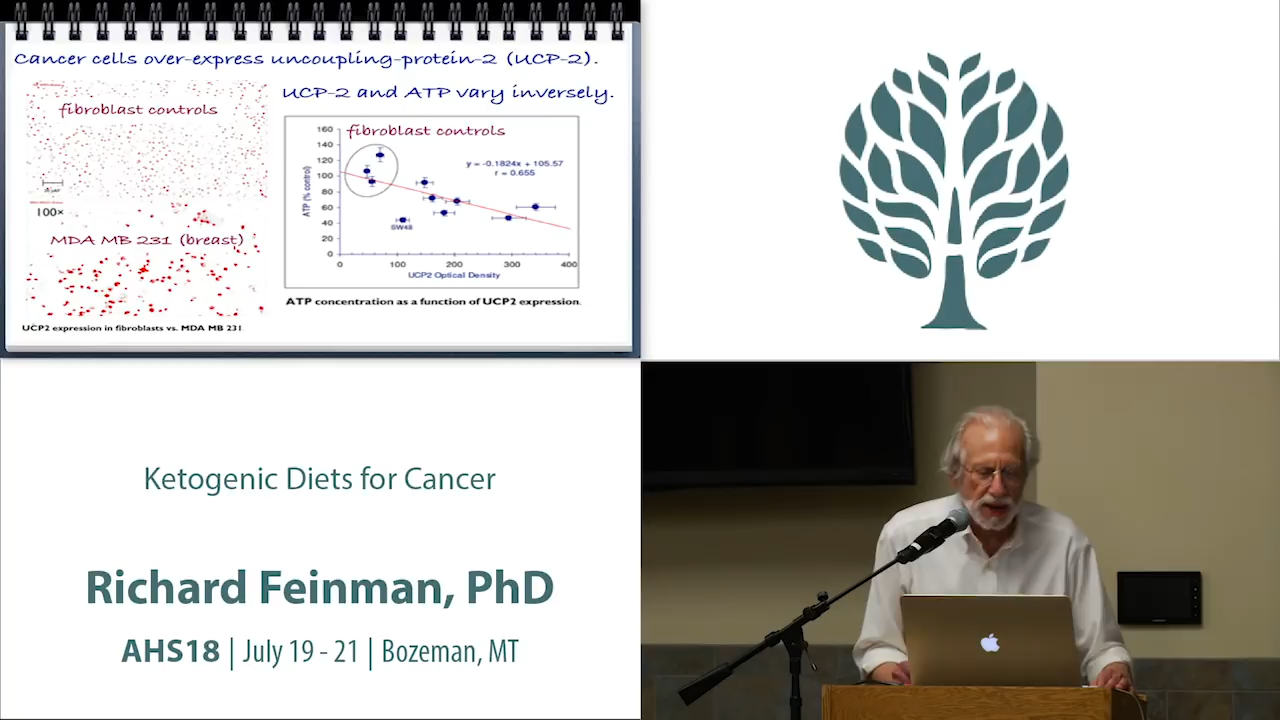 Cancer cells over-express uncoupling-protein-2 (UCP-2).
UCP-2 and ATP vary inversely.
fibroblast controls
100×
MDA MB 231 (breast)
UCP2 expression in fibroblasts vs. MDA MB 231
fibroblast controls
160
140
120
100
80
60
40
20
0
ATP (% control)
y = -0.1824x + 105.57
r = 0.655
SW48
0 100 200 300 400
UCP2 Optical Density
ATP concentration as a function of UCP2 expression.
Ketogenic Diets for Cancer
Richard Feinman, PhD
AHS18 | July 19 - 21 | Bozeman, MT